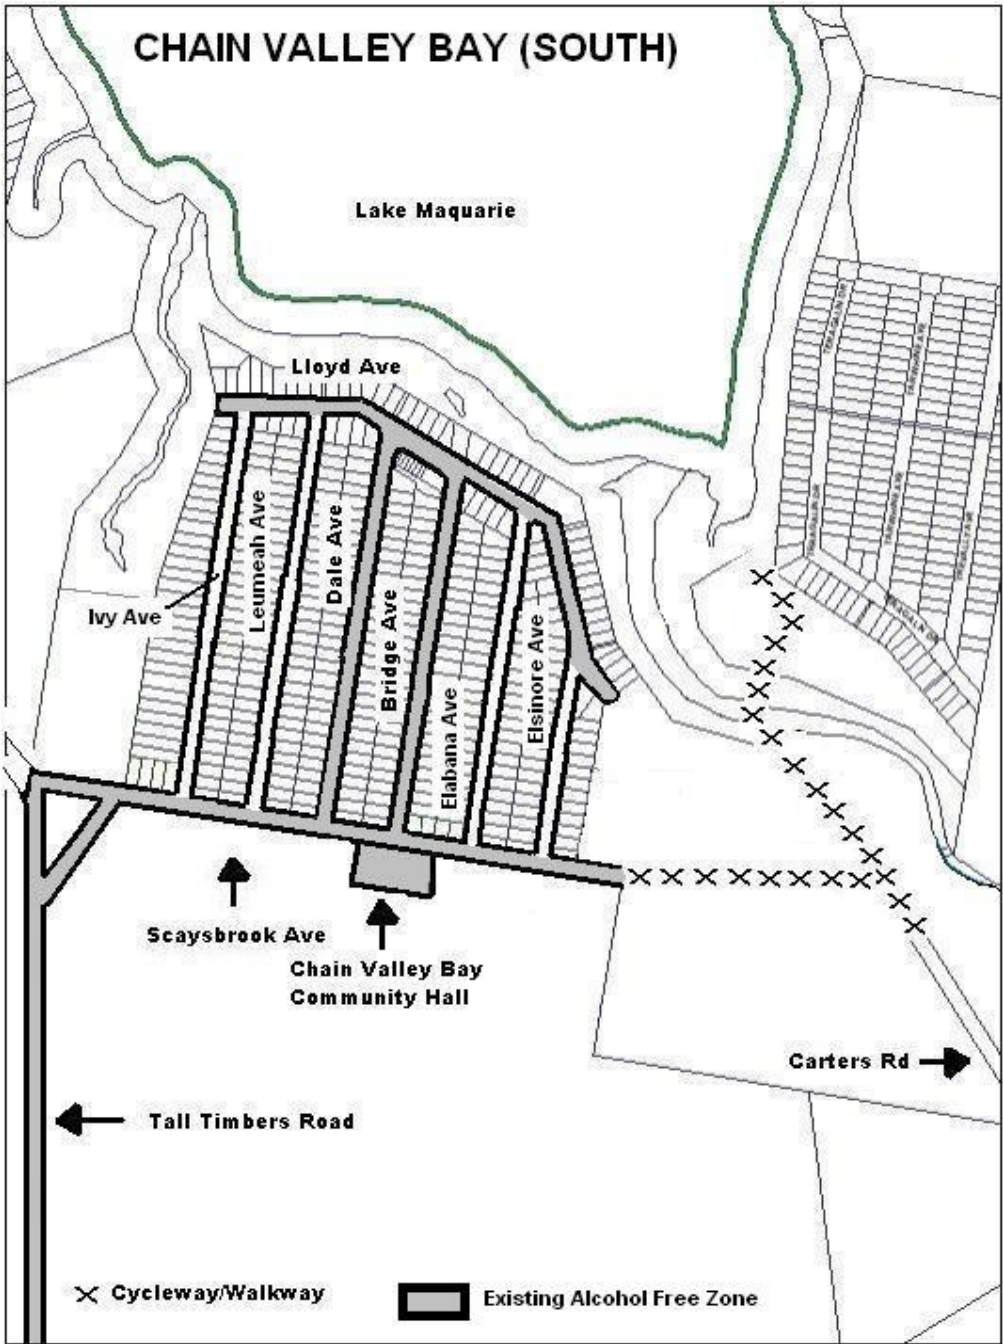 CHAIN VALLEY BAY (SOUTH)
Lake Maquarie
Lloyd Ave
Ivy Ave
Leumeah Ave
Dale Ave
Bridge Ave
Elabana Ave
Elsinore Ave
Scaysbrook Ave
Chain Valley Bay
Community Hall
Carters Rd
Tall Timbers Road
Cycleway/Walkway
Existing Alcohol Free Zone